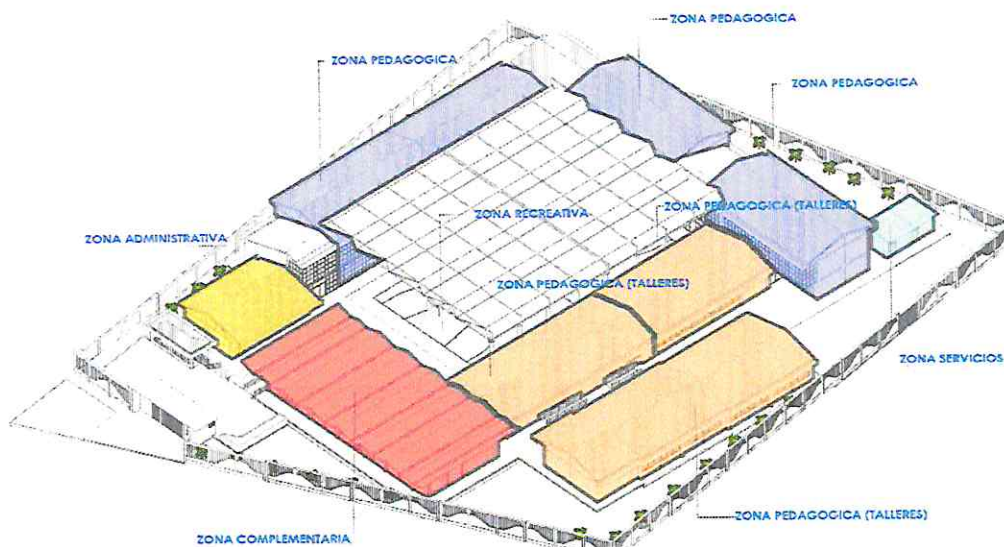 ZONA PEDAGOGICA
ZONA PEDAGOGICA
ZONA PEDAGOGICA
ZONA PEDAGOGICA (TALLERES)
ZONA RECREATIVA
ZONA ADMINISTRATIVA
ZONA PEDAGOGICA (TALLERES)
ZONA SERVICIOS
ZONA PEDAGOGICA (TALLERES)
ZONA COMPLEMENTARIA